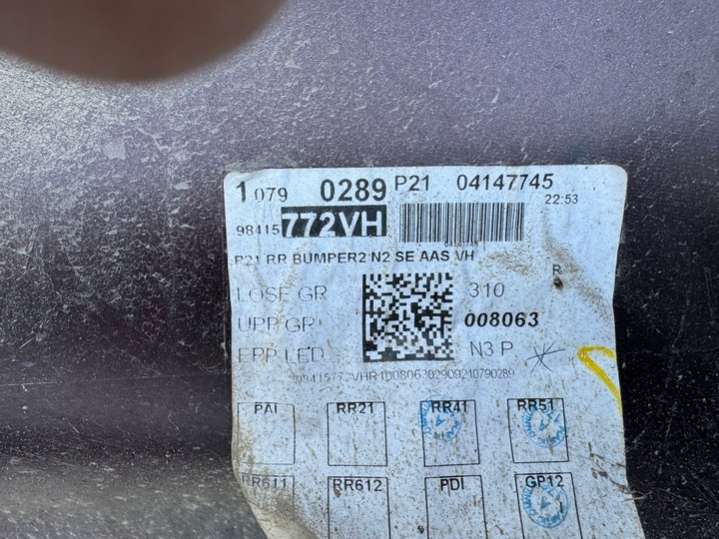 1 079 0289 P21 04147745
22:53
98415 772VH
P21 RR BUMPER2 N2 SE AAS VH
R
LOSE GR 310
UPP GR 008063
EPP LED N3 P
PAI RR21 RR41 RR51
RR611 RR612 PDI GP12